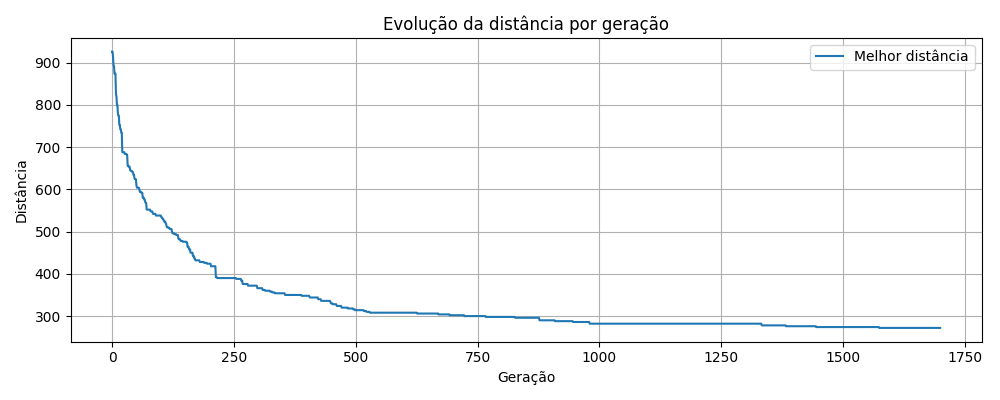 Evolução da distância por geração
Melhor distância
Distância
900
800
700
600
500
400
300
0 250 500 750 1000 1250 1500 1750
Geração